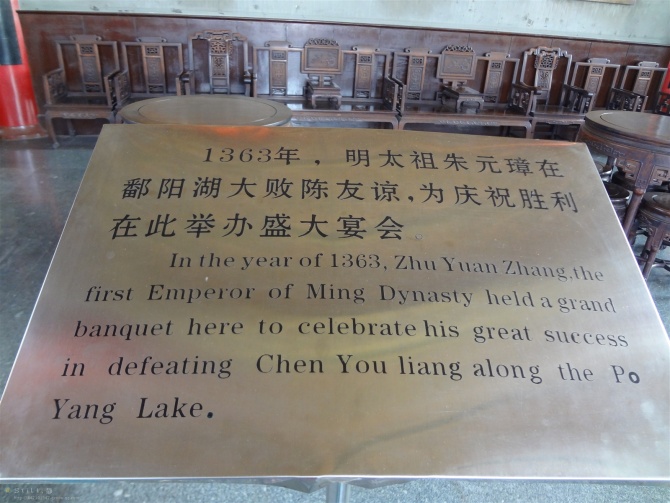 1363年，明太祖朱元璋在
鄱阳湖大败陈友谅,为庆祝胜利
在此举办盛大宴会
In the year of 1363, Zhu Yuan Zhang,the
first Emperor of Ming Dynasty held a grand
banquet here to celebrate his great success
in defeating Chen You liang along the Po
Yang Lake.